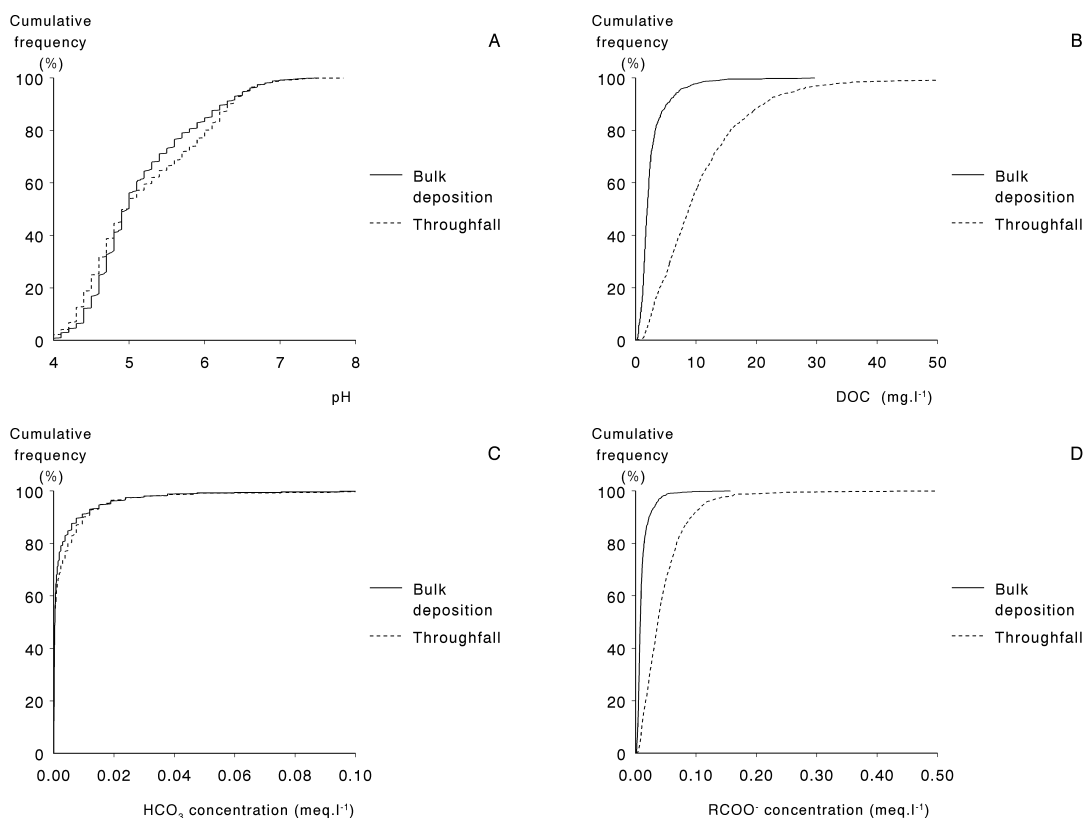 Cumulative
frequency
(%)
A
100
80
60
40
20
0
4 5 6 7 8
pH
Bulk
deposition
Throughfall
Cumulative
frequency
(%)
B
100
80
60
40
20
0
0 10 20 30 40 50
DOC (mg.l⁻¹)
Bulk
deposition
Throughfall
Cumulative
frequency
(%)
C
100
80
60
40
20
0
0.00 0.02 0.04 0.06 0.08 0.10
HCO₃ concentration (meq.l⁻¹)
Bulk
deposition
Throughfall
Cumulative
frequency
(%)
D
100
80
60
40
20
0
0.00 0.10 0.20 0.30 0.40 0.50
RCOO⁻ concentration (meq.l⁻¹)
Bulk
deposition
Throughfall